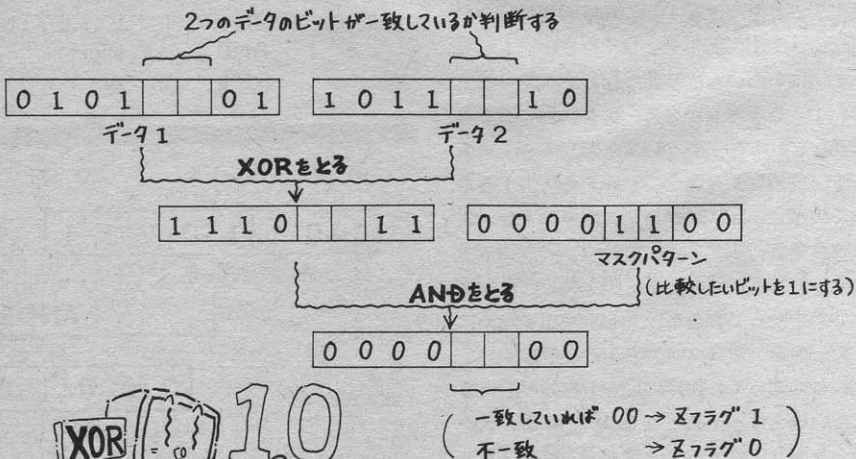 2つのデータのビットが一致しているか判断する
0 1 0 1 0 1
1 0 1 1 1 0
データ1
データ2
XORをとる
1 1 1 0 1 1
0 0 0 0 1 1 0 0
マスクパターン
(比較したいビットを1にする)
ANDをとる
0 0 0 0 0 0
一致していれば 00→Zフラグ 1
不一致 →Zフラグ 0
XOR
1.0